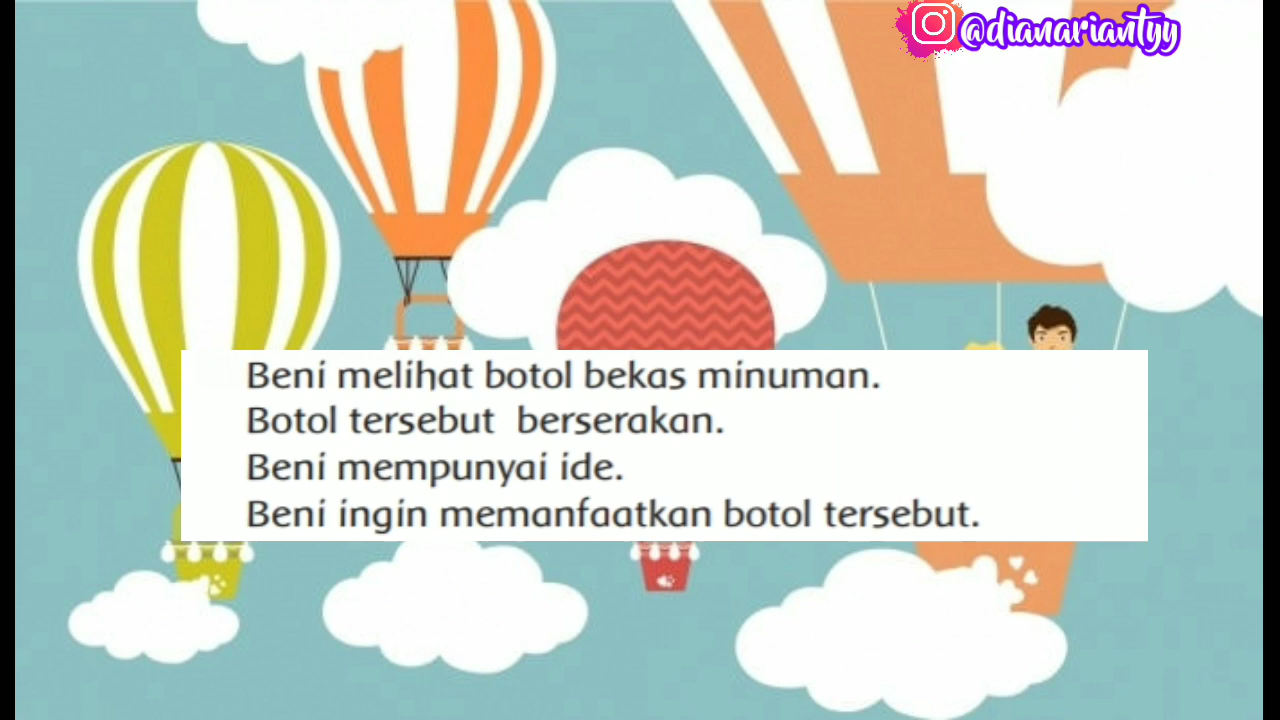 @dianariantyy
Beni melihat botol bekas minuman.
Botol tersebut berserakan.
Beni mempunyai ide.
Beni ingin memanfaatkan botol tersebut.